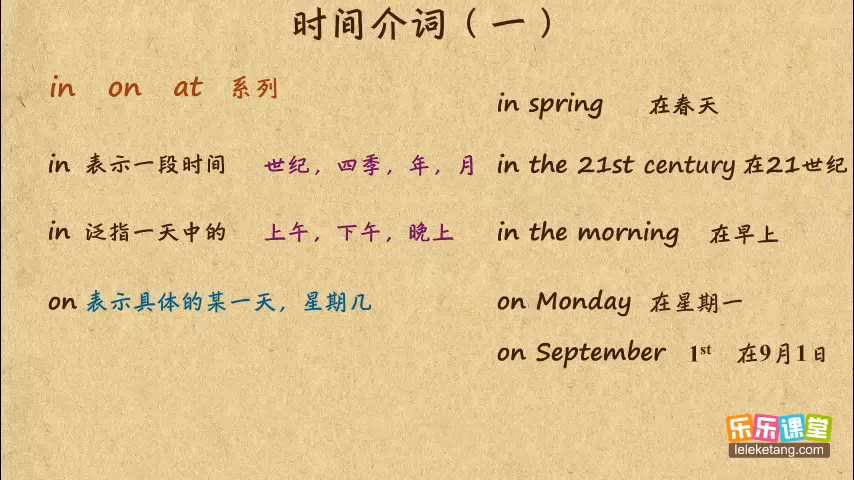 时间介词（一）
in on at 系列
in spring 在春天
in 表示一段时间 世纪，四季，年，月 in the 21st century 在21世纪
in 泛指一天中的 上午，下午，晚上 in the morning 在早上
on 表示具体的某一天，星期几 on Monday 在星期一
on September 1st 在9月1日
乐乐课堂
leleketang.com